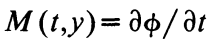 M(t,y) = ∂ϕ/∂t